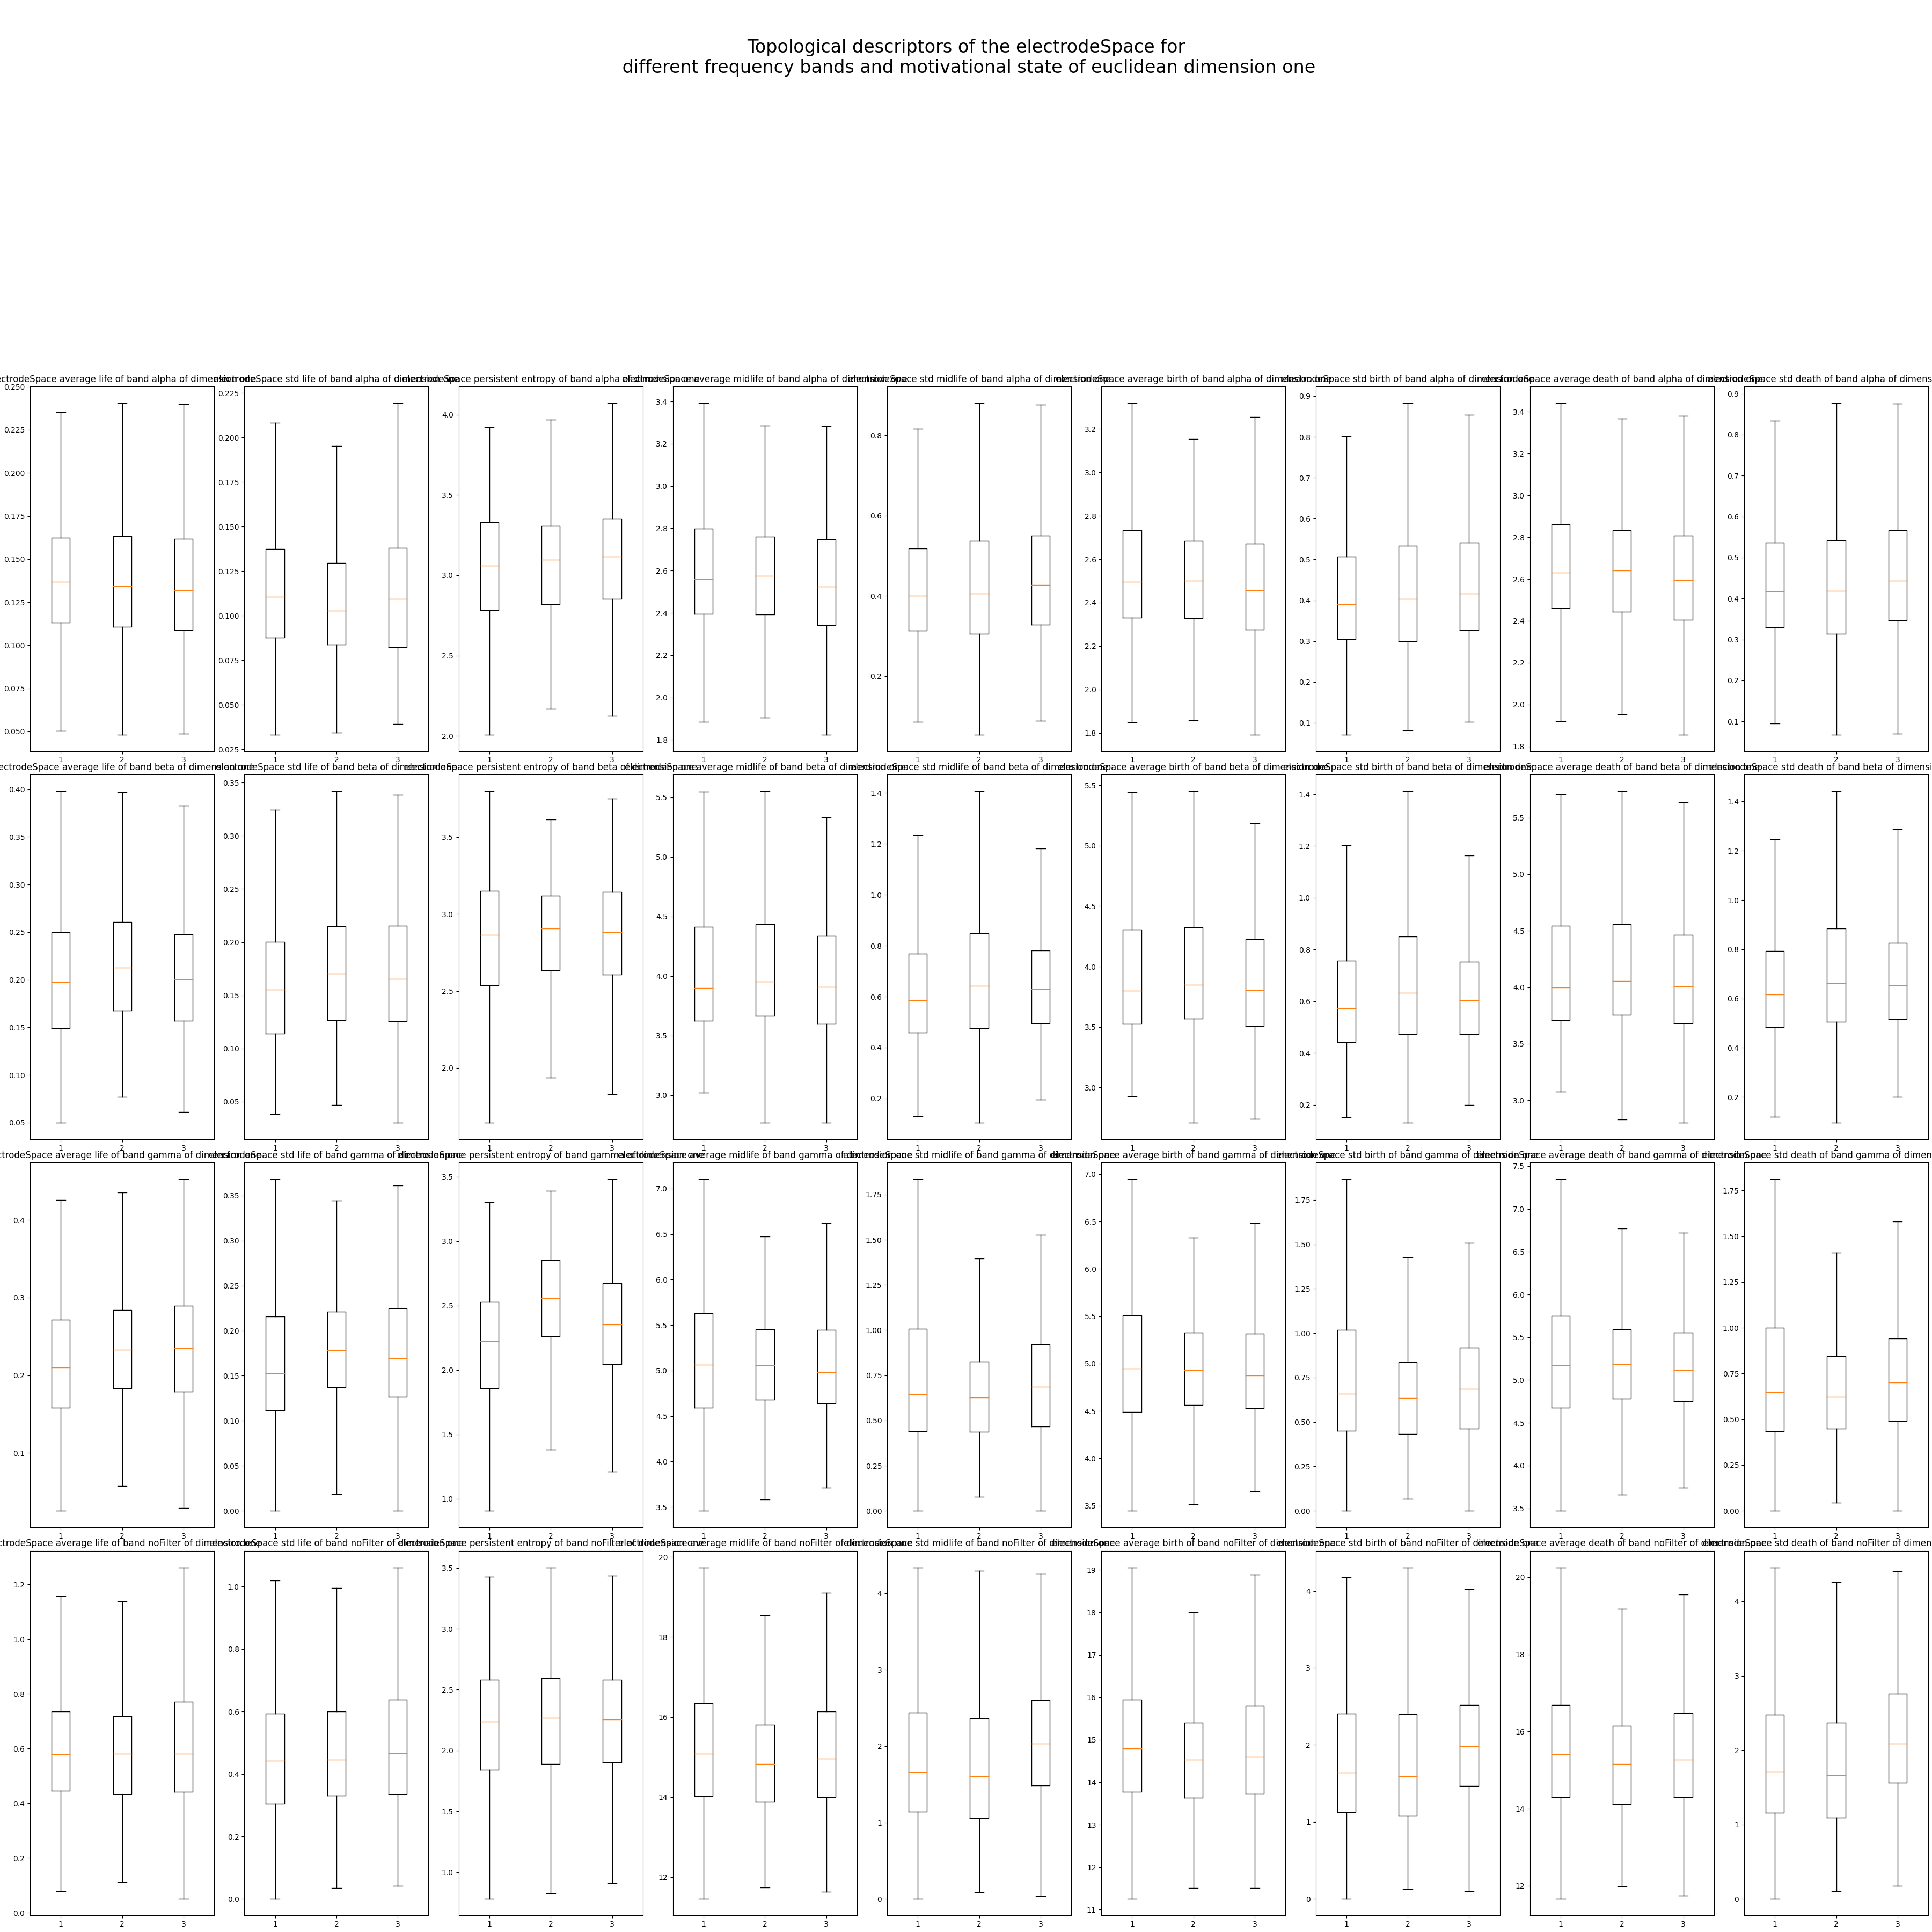 Topological descriptors of the electrodeSpace for
different frequency bands and motivational state of euclidean dimension one
ectrodeSpace average life of band alpha of dimension one
electrodeSpace std life of band alpha of dimension one
electrodeSpace persistent entropy of band alpha of dimension one
electrodeSpace average midlife of band alpha of dimension one
electrodeSpace std midlife of band alpha of dimension one
electrodeSpace average birth of band alpha of dimension one
electrodeSpace std birth of band alpha of dimension one
electrodeSpace average death of band alpha of dimension one
electrodeSpace std death of band alpha of dimens
0.250 0.225 0.200 0.175 0.150 0.125 0.100 0.075 0.050
0.225 0.200 0.175 0.150 0.125 0.100 0.075 0.050 0.025
4.0 3.5 3.0 2.5 2.0
3.4 3.2 3.0 2.8 2.6 2.4 2.2 2.0 1.8
0.8 0.6 0.4 0.2
3.2 3.0 2.8 2.6 2.4 2.2 2.0 1.8
0.9 0.8 0.7 0.6 0.5 0.4 0.3 0.2 0.1
3.4 3.2 3.0 2.8 2.6 2.4 2.2 2.0 1.8
0.9 0.8 0.7 0.6 0.5 0.4 0.3 0.2 0.1
1 2 3 1 2 3 1 2 3 1 2 3 1 2 3 1 2 3 1 2 3 1 2 3 1 2 3
ectrodeSpace average life of band beta of dimension one
electrodeSpace std life of band beta of dimension one
electrodeSpace persistent entropy of band beta of dimension one
electrodeSpace average midlife of band beta of dimension one
electrodeSpace std midlife of band beta of dimension one
electrodeSpace average birth of band beta of dimension one
electrodeSpace std birth of band beta of dimension one
electrodeSpace average death of band beta of dimension one
electrodeSpace std death of band beta of dimensi
0.40 0.35 0.30 0.25 0.20 0.15 0.10 0.05
0.35 0.30 0.25 0.20 0.15 0.10 0.05
3.5 3.0 2.5 2.0
5.5 5.0 4.5 4.0 3.5 3.0
1.4 1.2 1.0 0.8 0.6 0.4 0.2
5.5 5.0 4.5 4.0 3.5 3.0
1.4 1.2 1.0 0.8 0.6 0.4 0.2
5.5 5.0 4.5 4.0 3.5 3.0
1.4 1.2 1.0 0.8 0.6 0.4 0.2
1 2 3 1 2 3 1 2 3 1 2 3 1 2 3 1 2 3 1 2 3 1 2 3 1 2 3
trodeSpace average life of band gamma of dimension one
electrodeSpace std life of band gamma of dimension one
electrodeSpace persistent entropy of band gamma of dimension one
electrodeSpace average midlife of band gamma of dimension one
electrodeSpace std midlife of band gamma of dimension one
electrodeSpace average birth of band gamma of dimension one
electrodeSpace std birth of band gamma of dimension one
electrodeSpace average death of band gamma of dimension one
electrodeSpace std death of band gamma of dimen
0.4 0.3 0.2 0.1
0.35 0.30 0.25 0.20 0.15 0.10 0.05 0.00
3.5 3.0 2.5 2.0 1.5 1.0
7.0 6.5 6.0 5.5 5.0 4.5 4.0 3.5
1.75 1.50 1.25 1.00 0.75 0.50 0.25 0.00
7.0 6.5 6.0 5.5 5.0 4.5 4.0 3.5
1.75 1.50 1.25 1.00 0.75 0.50 0.25 0.00
7.5 7.0 6.5 6.0 5.5 5.0 4.5 4.0 3.5
1.75 1.50 1.25 1.00 0.75 0.50 0.25 0.00
1 2 3 1 2 3 1 2 3 1 2 3 1 2 3 1 2 3 1 2 3 1 2 3 1 2 3
trodeSpace average life of band noFilter of dimension one
electrodeSpace std life of band noFilter of dimension one
electrodeSpace persistent entropy of band noFilter of dimension one
electrodeSpace average midlife of band noFilter of dimension one
electrodeSpace std midlife of band noFilter of dimension one
electrodeSpace average birth of band noFilter of dimension one
electrodeSpace std birth of band noFilter of dimension one
electrodeSpace average death of band noFilter of dimension one
electrodeSpace std death of band noFilter of dimen
1.2 1.0 0.8 0.6 0.4 0.2 0.0
1.0 0.8 0.6 0.4 0.2 0.0
3.5 3.0 2.5 2.0 1.5 1.0
20 18 16 14 12
4 3 2 1 0
19 18 17 16 15 14 13 12 11
4 3 2 1 0
20 18 16 14 12
4 3 2 1 0
1 2 3 1 2 3 1 2 3 1 2 3 1 2 3 1 2 3 1 2 3 1 2 3 1 2 3